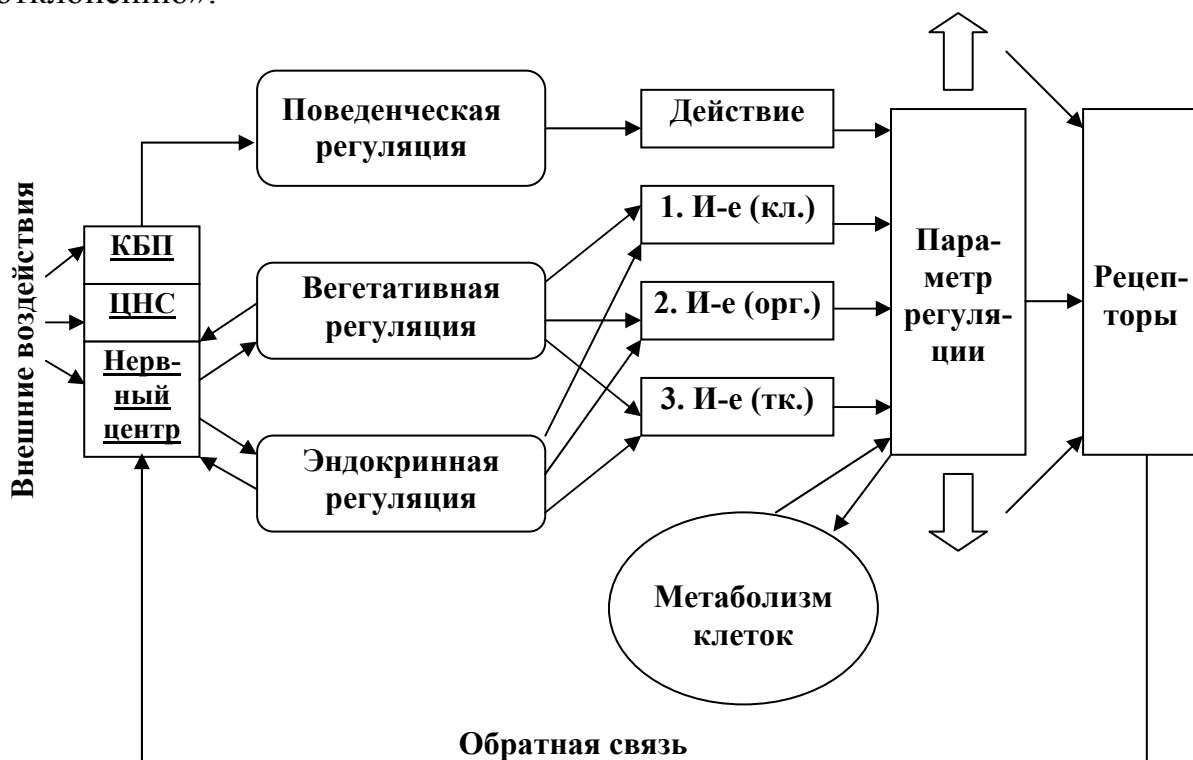 отклонению».
Поведенческая
регуляция
Действие
Внешние воздействия
КБП
ЦНС
Нерв-
ный
центр
Вегетативная
регуляция
Эндокринная
регуляция
1. И-е (кл.)
2. И-е (орг.)
3. И-е (тк.)
Пара-
метр
регуля-
ции
Рецеп-
торы
Метаболизм
клеток
Обратная связь